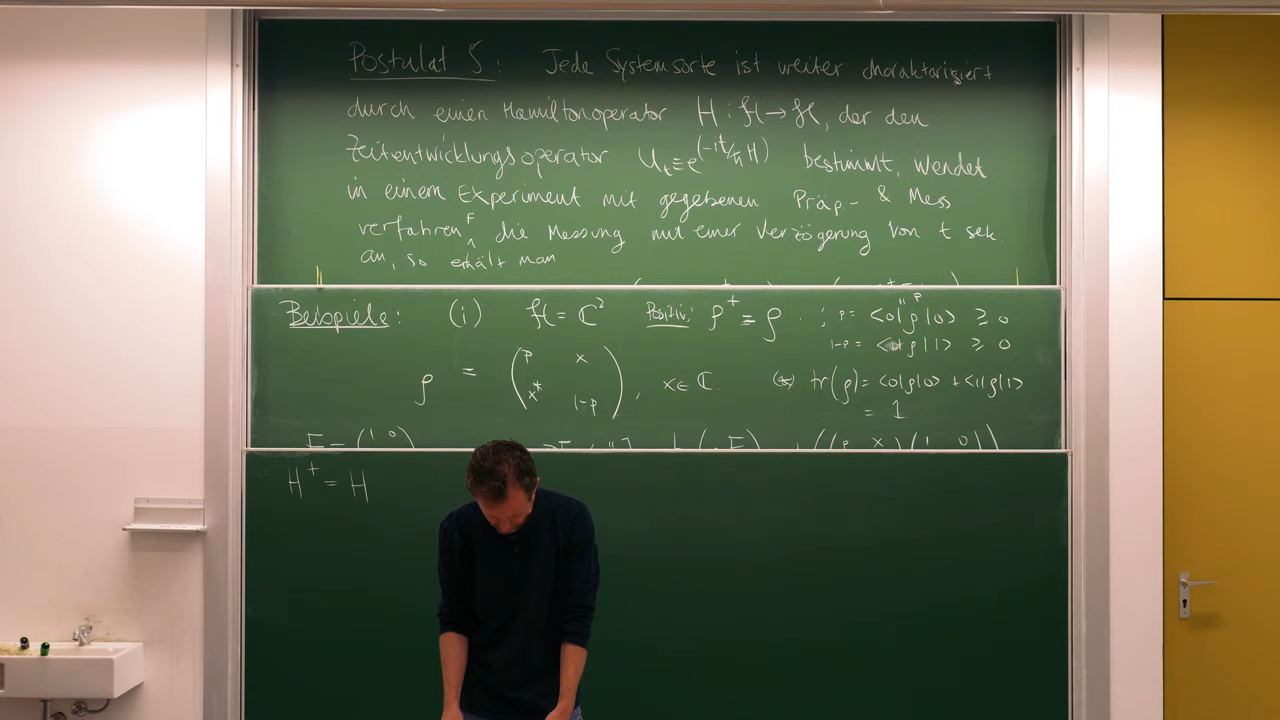 Postulat 5: Jede Systemsorte ist weiter charakterisiert
durch einen Hamiltonoperator H : ℋ → ℋ, der den
Zeitentwicklungsoperator U_t ≡ e^(-it/ħ H) bestimmt, wendet
in einem Experiment mit gegebenen Präp.- & Mess
verfahren F die Messung mit einer Verzögerung von t sek.
an, so erhält man
Beispiele: (i) ℋ = ℂ² Positiv: ρ⁺ = ρ . ; p = <0|ρ|0> ≥ 0
1-p = <1|ρ|1> ≥ 0.
ρ = (p x
x* 1-p), x ∈ ℂ. (*) tr(ρ) = <0|ρ|0> + <1|ρ|1>
= 1
H⁺ = H